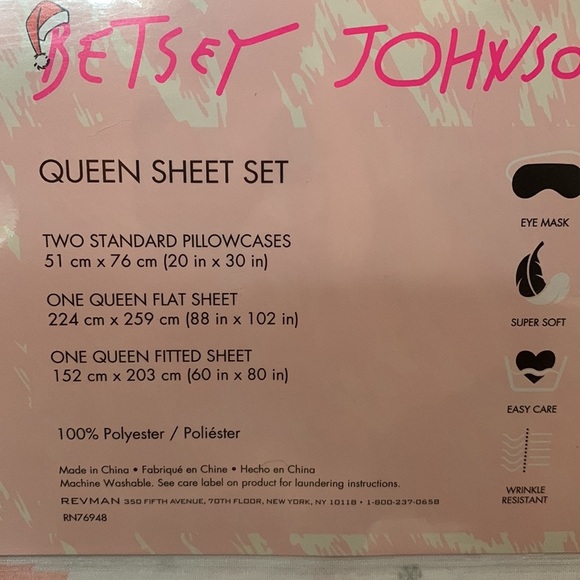 BETSEY JOHNSO
QUEEN SHEET SET
TWO STANDARD PILLOWCASES
51 cm x 76 cm (20 in x 30 in)
ONE QUEEN FLAT SHEET
224 cm x 259 cm (88 in x 102 in)
ONE QUEEN FITTED SHEET
152 cm x 203 cm (60 in x 80 in)
100% Polyester / Poliéster
Made in China • Fabriqué en Chine • Hecho en China
Machine Washable. See care label on product for laundering instructions.
REVMAN 350 FIFTH AVENUE, 70TH FLOOR, NEW YORK, NY 10118 • 1-800-237-0658
RN76948
EYE MASK
SUPER SOFT
EASY CARE
WRINKLE
RESISTANT